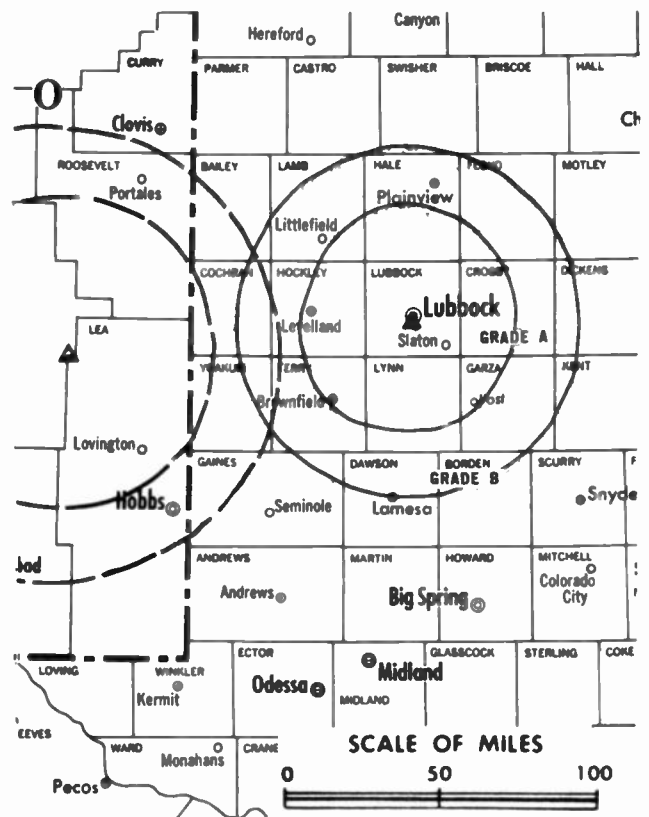 Canyon
Hereford
CURRY
PARMER
CASTRO
SWISHER
BRISCOE
HALL
O
Clovis
Ch
ROOSEVELT
BAILEY
LAMB
HALE
FLOYD
MOTLEY
Portales
Plainview
Littlefield
COCHRAN
HOCKLEY
LUBBOCK
CROSBY
DICKENS
Lubbock
LEA
Levelland
Slaton
GRADE A
YOAKUM
TERRY
LYNN
GARZA
KENT
Brownfield
Post
Lovington
GAINES
DAWSON
BORDEN
SCURRY
GRADE B
Hobbs
Seminole
Lamesa
Snyde
bad
ANDREWS
MARTIN
HOWARD
MITCHELL
Andrews
Big Spring
Colorado
City
ECTOR
GLASSCOCK
STERLING
COKE
LOVING
WINKLER
Midland
Kermit
Odessa
MIDLAND
EEVES
WARD
Monahans
CRANE
SCALE OF MILES
Pecos
0 50 100